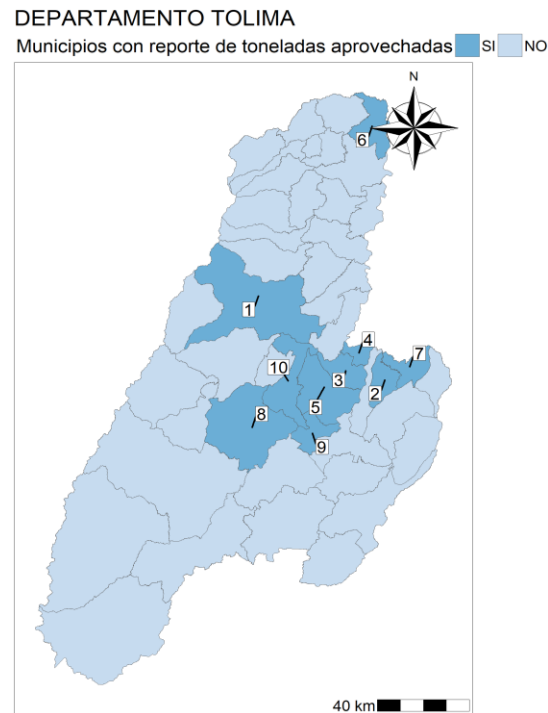 DEPARTAMENTO TOLIMA
Municipios con reporte de toneladas aprovechadas SI NO
N
6
1
4
7
10
3
2
5
8
9
40 km